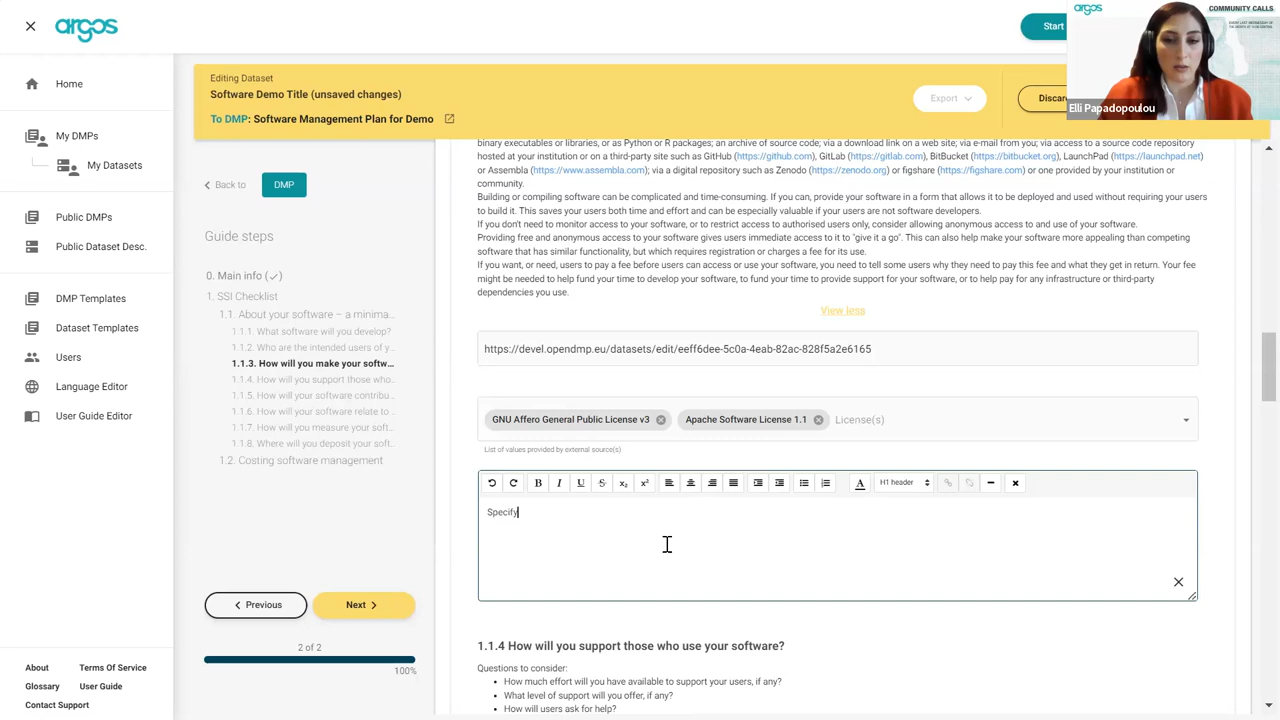 argos
Start
argos
COMMUNITY CALLS
Elli Papadopoulou
Home
My DMPs
My Datasets
Public DMPs
Public Dataset Desc.
DMP Templates
Dataset Templates
Users
Language Editor
User Guide Editor
About
Terms Of Service
Glossary
User Guide
Contact Support
Editing Dataset
Software Demo Title (unsaved changes)
To DMP: Software Management Plan for Demo
Export
Discar
Back to
DMP
Guide steps
0. Main info (✓)
1. SSI Checklist
1.1. About your software – a minima...
1.1.1. What software will you develop?
1.1.2. Who are the intended users of y...
1.1.3. How will you make your softw...
1.1.4. How will you support those who...
1.1.5. How will your software contribu...
1.1.6. How will your software relate to ...
1.1.7. How will you measure your soft...
1.1.8. Where will you deposit your soft...
1.2. Costing software management
Previous
Next
2 of 2
100%
binary executables or libraries, or as Python or R packages; an archive of source code; via a download link on a web site; via e-mail from you; via access to a source code repository
hosted at your institution or on a third-party site such as GitHub (https://github.com), GitLab (https://gitlab.com), BitBucket (https://bitbucket.org), LaunchPad (https://launchpad.net)
or Assembla (https://www.assembla.com); via a digital repository such as Zenodo (https://zenodo.org) or figshare (https://figshare.com) or one provided by your institution or
community.
Building or compiling software can be complicated and time-consuming. If you can, provide your software in a form that allows it to be deployed and used without requiring your users
to build it. This saves your users both time and effort and can be especially valuable if your users are not software developers.
If you don't need to monitor access to your software, or to restrict access to authorised users only, consider allowing anonymous access to and use of your software.
Providing free and anonymous access to your software gives users immediate access to it to "give it a go". This can also help make your software more appealing than competing
software that has similar functionality, but which requires registration or charges a fee for its use.
If you want, or need, users to pay a fee before users can access or use your software, you need to tell some users why they need to pay this fee and what they get in return. Your fee
might be needed to help fund your time to develop your software, to fund your time to provide support for your software, or to help pay for any infrastructure or third-party
dependencies you use.
View less
https://devel.opendmp.eu/datasets/edit/eeff6dee-5c0a-4eab-82ac-828f5a2e6165
GNU Affero General Public License v3
Apache Software License 1.1
License(s)
List of values provided by external source(s)
B I U S x₂ x² A H1 header
Specify
1.1.4 How will you support those who use your software?
Questions to consider:
• How much effort will you have available to support your users, if any?
• What level of support will you offer, if any?
• How will users ask for help?